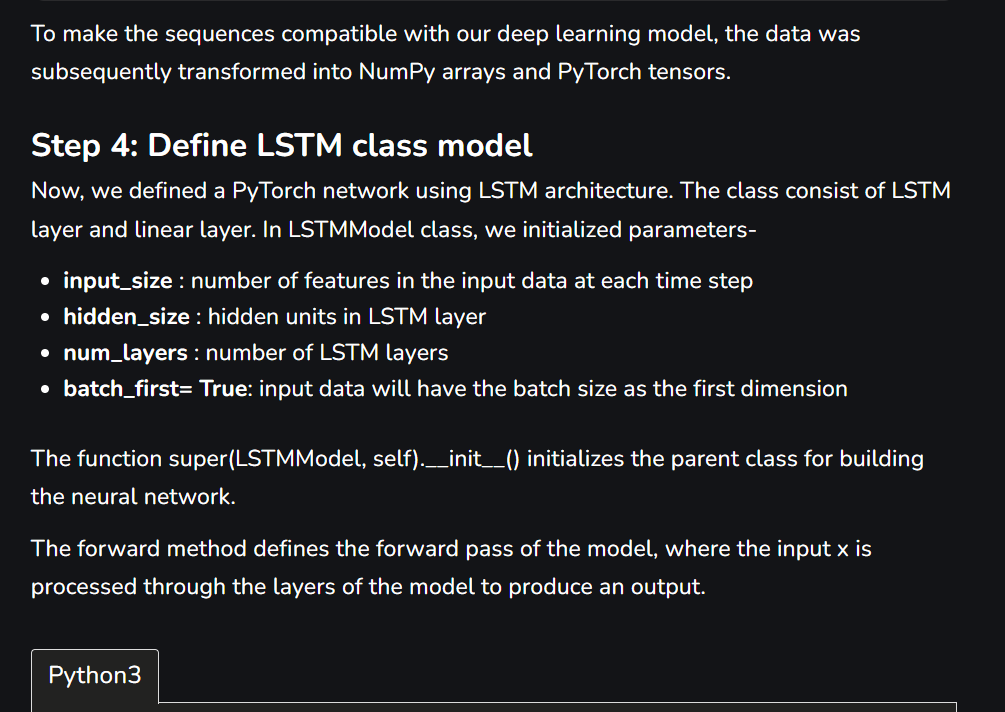 To make the sequences compatible with our deep learning model, the data was
subsequently transformed into NumPy arrays and PyTorch tensors.
Step 4: Define LSTM class model
Now, we defined a PyTorch network using LSTM architecture. The class consist of LSTM
layer and linear layer. In LSTMModel class, we initialized parameters-
• input_size : number of features in the input data at each time step
• hidden_size : hidden units in LSTM layer
• num_layers : number of LSTM layers
• batch_first= True: input data will have the batch size as the first dimension
The function super(LSTMModel, self).__init__() initializes the parent class for building
the neural network.
The forward method defines the forward pass of the model, where the input x is
processed through the layers of the model to produce an output.
Python3